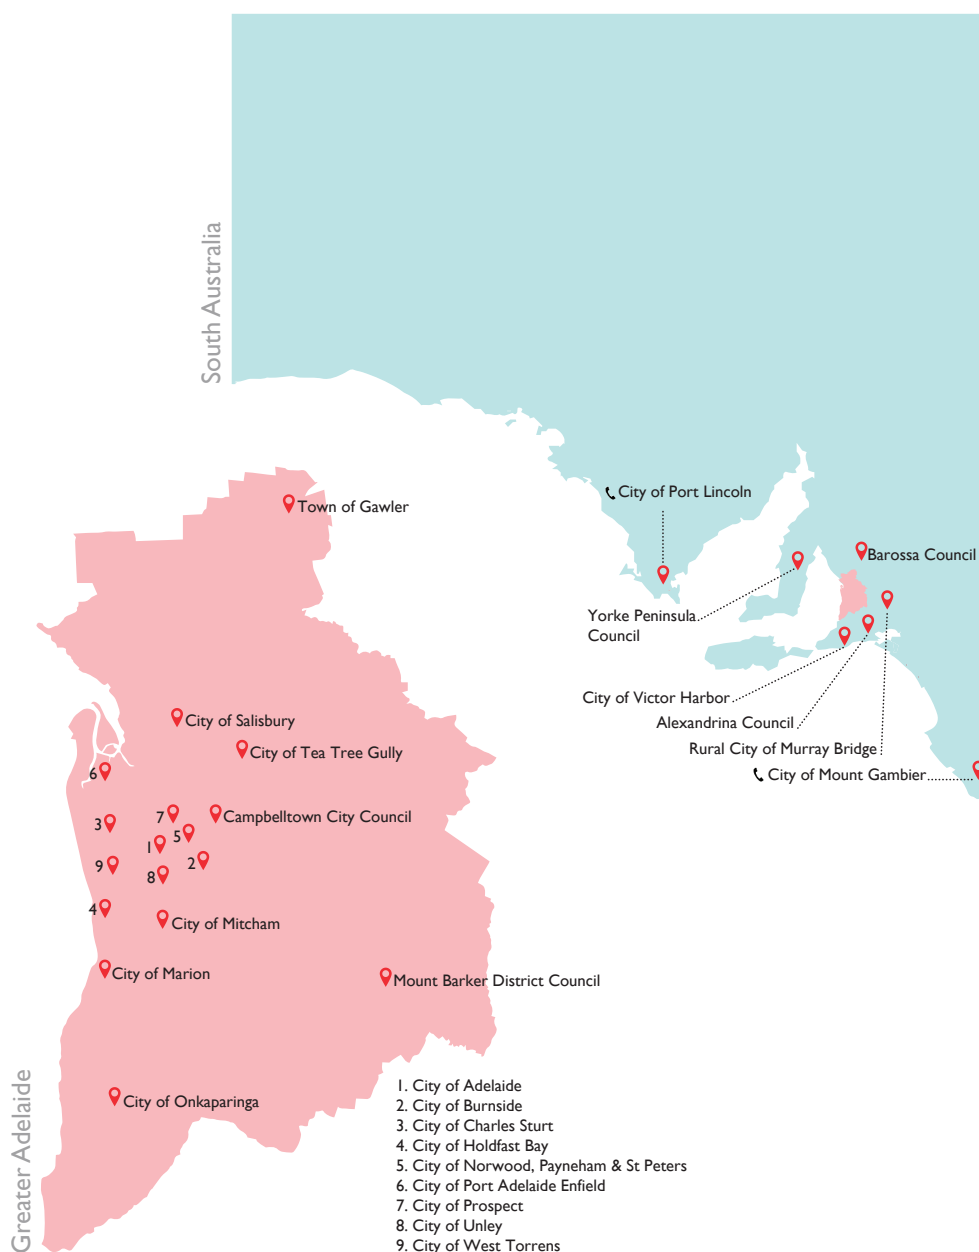 South Australia
City of Port Lincoln
Town of Gawler
Barossa Council
Yorke Peninsula
Council
City of Victor Harbor
City of Salisbury
Alexandrina Council
City of Tea Tree Gully
Rural City of Murray Bridge
6
City of Mount Gambier
3
7
Campbelltown City Council
5
1
9
2
8
4
City of Mitcham
City of Marion
Mount Barker District Council
Greater Adelaide
City of Onkaparinga
1. City of Adelaide
2. City of Burnside
3. City of Charles Sturt
4. City of Holdfast Bay
5. City of Norwood, Payneham & St Peters
6. City of Port Adelaide Enfield
7. City of Prospect
8. City of Unley
9. City of West Torrens